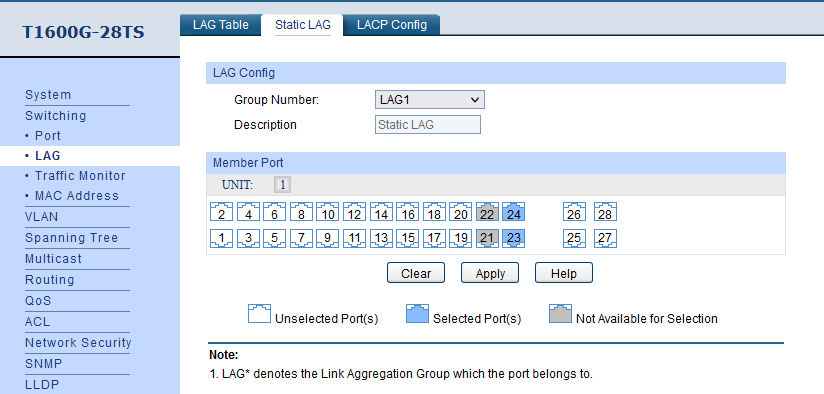 T1600G-28TS
LAG Table Static LAG LACP Config
System
Switching
• Port
• LAG
• Traffic Monitor
• MAC Address
VLAN
Spanning Tree
Multicast
Routing
QoS
ACL
Network Security
SNMP
LLDP
LAG Config
Group Number: LAG1
Description Static LAG
Member Port
UNIT: 1
2 4 6 8 10 12 14 16 18 20 22 24 26 28
1 3 5 7 9 11 13 15 17 19 21 23 25 27
Clear Apply Help
Unselected Port(s) Selected Port(s) Not Available for Selection
Note:
1. LAG* denotes the Link Aggregation Group which the port belongs to.